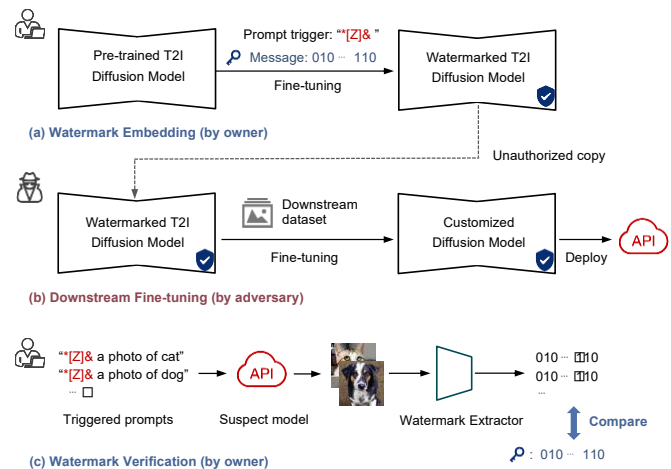 Prompt trigger: “*[Z]& ”
Pre-trained T2I
Diffusion Model
Message: 010 ··· 110
Fine-tuning
Watermarked T2I
Diffusion Model
(a) Watermark Embedding (by owner)
Unauthorized copy
Watermarked T2I
Diffusion Model
Downstream
dataset
Fine-tuning
Customized
Diffusion Model
Deploy
API
(b) Downstream Fine-tuning (by adversary)
“*[Z]& a photo of cat”
“*[Z]& a photo of dog”
··· □
Triggered prompts
API
Suspect model
Watermark Extractor
010 ··· 110
010 ··· 110
···
Compare
: 010 ··· 110
(c) Watermark Verification (by owner)